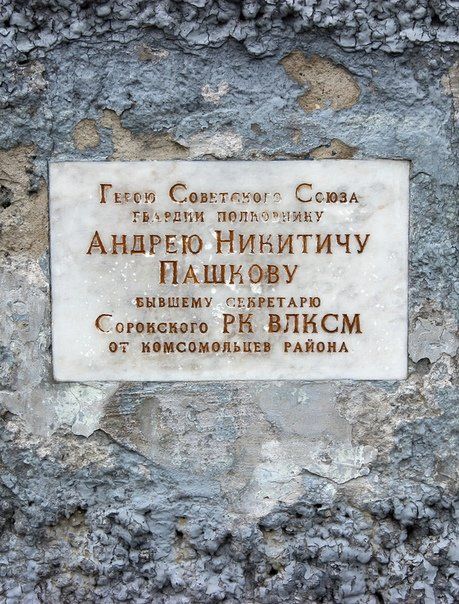 Герою Советского Союза
гвардии полковнику
Андрею Никитичу
Пашкову
бывшему секретарю
Сорокского РК ВЛКСМ
от комсомольцев района